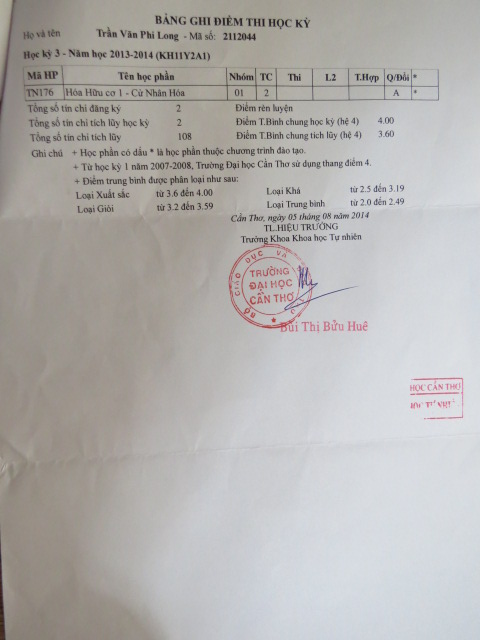 BẢNG GHI ĐIỂM THI HỌC KỲ
Họ và tên Trần Văn Phi Long - Mã số: 2112044
Học kỳ 3 - Năm học 2013-2014 (KH11Y2A1)
Mã HP Tên học phần Nhóm TC Thi L2 T.Hợp Q/Đổi *
TN176 Hóa Hữu cơ 1 - Cử Nhân Hóa 01 2 A *
Tổng số tín chỉ đăng ký 2 Điểm rèn luyện
Tổng số tín chỉ tích lũy học kỳ 2 Điểm T.Bình chung học kỳ (hệ 4) 4.00
Tổng số tín chỉ tích lũy 108 Điểm T.Bình chung tích lũy (hệ 4) 3.60
Ghi chú + Học phần có dấu * là học phần thuộc chương trình đào tạo.
+ Từ học kỳ 1 năm 2007-2008, Trường Đại học Cần Thơ sử dụng thang điểm 4.
+ Điểm trung bình được phân loại như sau:
Loại Xuất sắc từ 3.6 đến 4.00 Loại Khá từ 2.5 đến 3.19
Loại Giỏi từ 3.2 đến 3.59 Loại Trung bình từ 2.0 đến 2.49
Cần Thơ, ngày 05 tháng 08 năm 2014
TL.HIỆU TRƯỞNG
Trưởng Khoa Khoa học Tự nhiên
BỘ GIÁO DỤC VÀ
TRƯỜNG
ĐẠI HỌC
CẦN THƠ
Bùi Thị Bửu Huê
HỌC CẦN THƠ